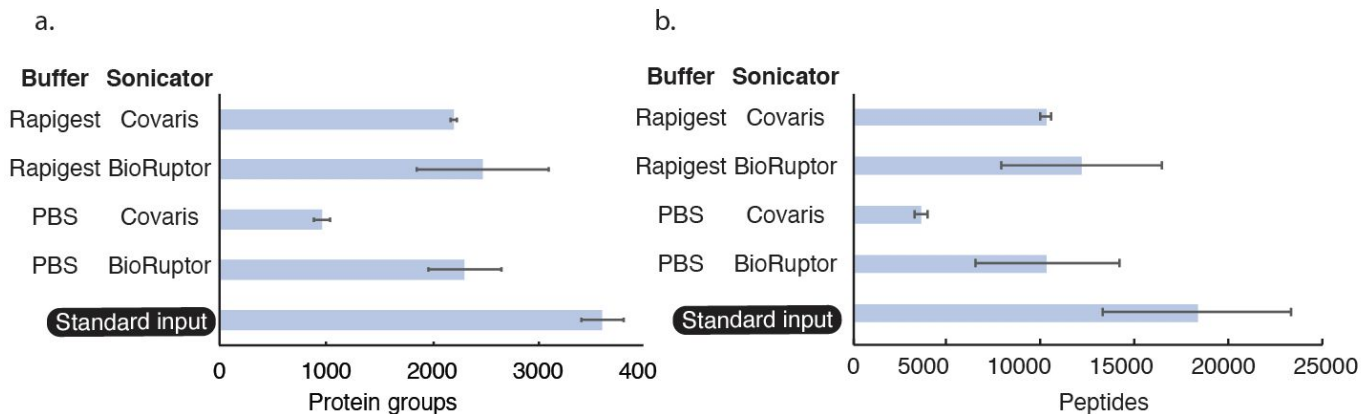 a.
Buffer Sonicator
Rapigest Covaris
Rapigest BioRuptor
PBS Covaris
PBS BioRuptor
Standard input
0 1000 2000 3000 400
Protein groups
b.
Buffer Sonicator
Rapigest Covaris
Rapigest BioRuptor
PBS Covaris
PBS BioRuptor
Standard input
0 5000 10000 15000 20000 25000
Peptides